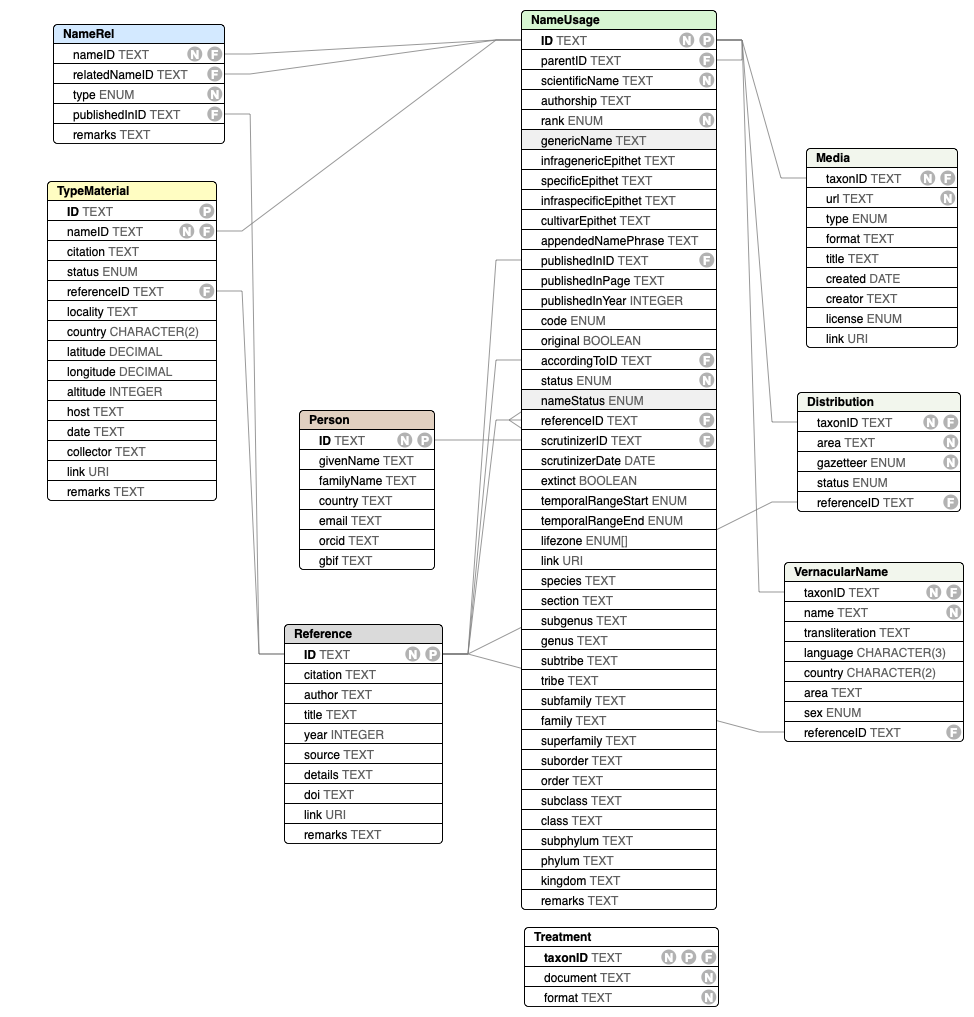 NameRel
nameID TEXT N F
relatedNameID TEXT F
type ENUM N
publishedInID TEXT F
remarks TEXT
TypeMaterial
ID TEXT P
nameID TEXT N F
citation TEXT
status ENUM
referenceID TEXT F
locality TEXT
country CHARACTER(2)
latitude DECIMAL
longitude DECIMAL
altitude INTEGER
host TEXT
date TEXT
collector TEXT
link URI
remarks TEXT
Person
ID TEXT N P
givenName TEXT
familyName TEXT
country TEXT
email TEXT
orcid TEXT
gbif TEXT
Reference
ID TEXT N P
citation TEXT
author TEXT
title TEXT
year INTEGER
source TEXT
details TEXT
doi TEXT
link URI
remarks TEXT
NameUsage
ID TEXT N P
parentID TEXT F
scientificName TEXT N
authorship TEXT
rank ENUM N
genericName TEXT
infragenericEpithet TEXT
specificEpithet TEXT
infraspecificEpithet TEXT
cultivarEpithet TEXT
appendedNamePhrase TEXT
publishedInID TEXT F
publishedInPage TEXT
publishedInYear INTEGER
code ENUM
original BOOLEAN
accordingToID TEXT F
status ENUM N
nameStatus ENUM
referenceID TEXT F
scrutinizerID TEXT F
scrutinizerDate DATE
extinct BOOLEAN
temporalRangeStart ENUM
temporalRangeEnd ENUM
lifezone ENUM[]
link URI
species TEXT
section TEXT
subgenus TEXT
genus TEXT
subtribe TEXT
tribe TEXT
subfamily TEXT
family TEXT
superfamily TEXT
suborder TEXT
order TEXT
subclass TEXT
class TEXT
subphylum TEXT
phylum TEXT
kingdom TEXT
remarks TEXT
Treatment
taxonID TEXT N P F
document TEXT N
format TEXT N
Media
taxonID TEXT N F
url TEXT N
type ENUM
format TEXT
title TEXT
created DATE
creator TEXT
license ENUM
link URI
Distribution
taxonID TEXT N F
area TEXT N
gazetteer ENUM N
status ENUM
referenceID TEXT F
VernacularName
taxonID TEXT N F
name TEXT N
transliteration TEXT
language CHARACTER(3)
country CHARACTER(2)
area TEXT
sex ENUM
referenceID TEXT F